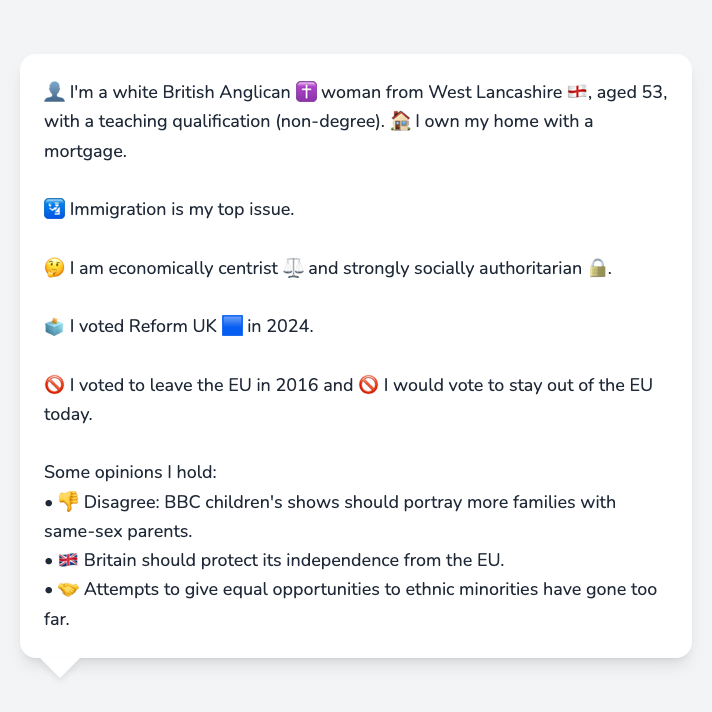 👤 I'm a white British Anglican ✝️ woman from West Lancashire 🏴󠁧󠁢󠁥󠁮󠁧󠁿, aged 53,
with a teaching qualification (non-degree). 🏠 I own my home with a
mortgage.
🛂 Immigration is my top issue.
🤔 I am economically centrist ⚖️ and strongly socially authoritarian 🔒.
🗳️ I voted Reform UK 🟦 in 2024.
🚫 I voted to leave the EU in 2016 and 🚫 I would vote to stay out of the EU
today.
Some opinions I hold:
• 👎 Disagree: BBC children's shows should portray more families with
same-sex parents.
• 🇬🇧 Britain should protect its independence from the EU.
• 🤝 Attempts to give equal opportunities to ethnic minorities have gone too
far.